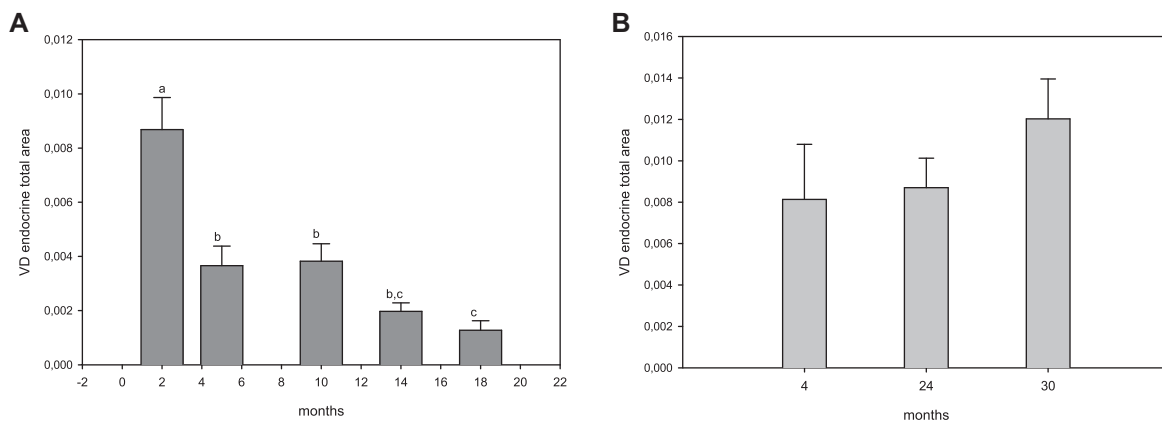 A
VD endocrine total area
0,012
0,010
0,008
0,006
0,004
0,002
0,000
a
b
b
b,c
c
-2 0 2 4 6 8 10 12 14 16 18 20 22
months
B
VD endocrine total area
0,016
0,014
0,012
0,010
0,008
0,006
0,004
0,002
0,000
4 24 30
months